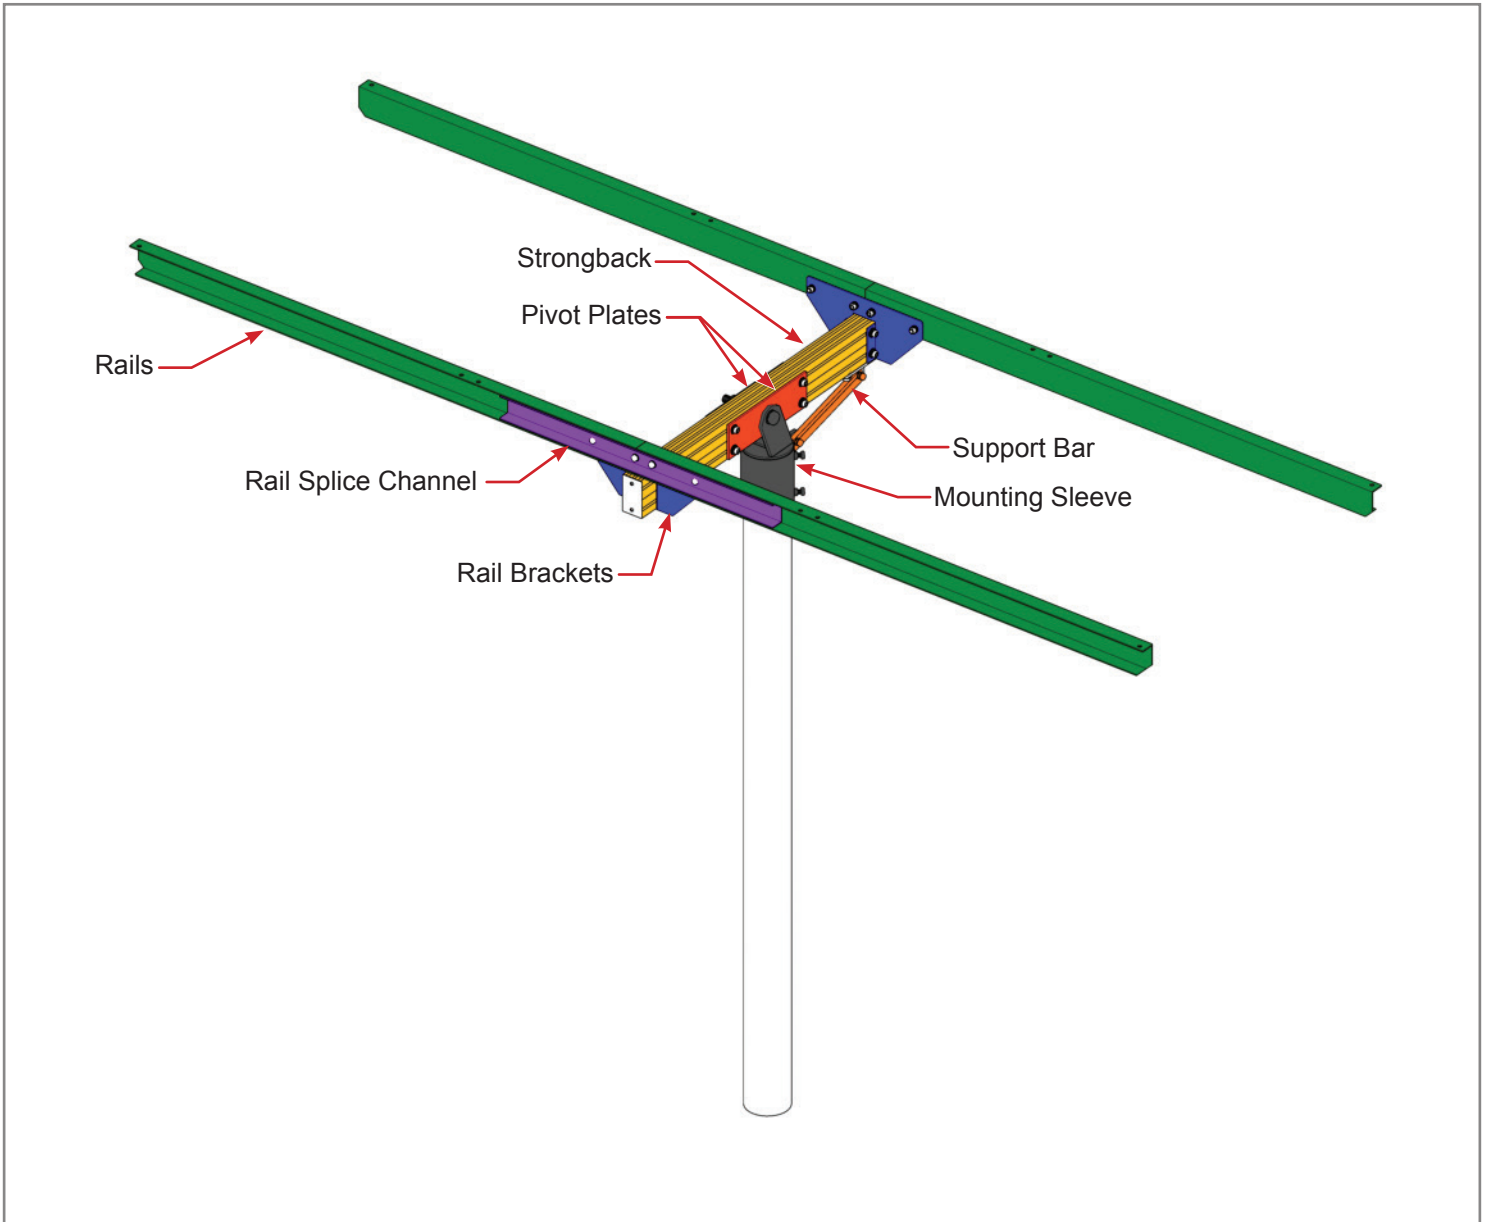 Strongback
Pivot Plates
Rails
Support Bar
Rail Splice Channel
Mounting Sleeve
Rail Brackets